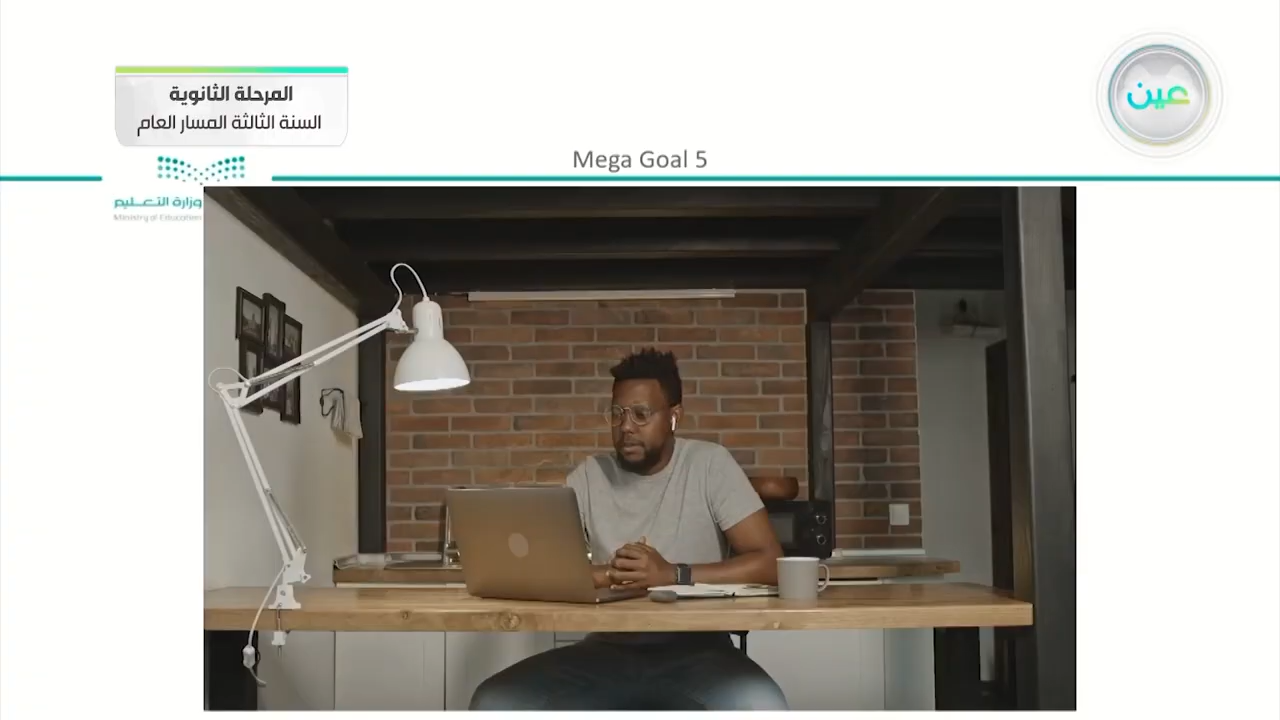 المرحلة الثانوية
السنة الثالثة المسار العام
عين
Mega Goal 5
وزارة التعليم
Ministry of Education